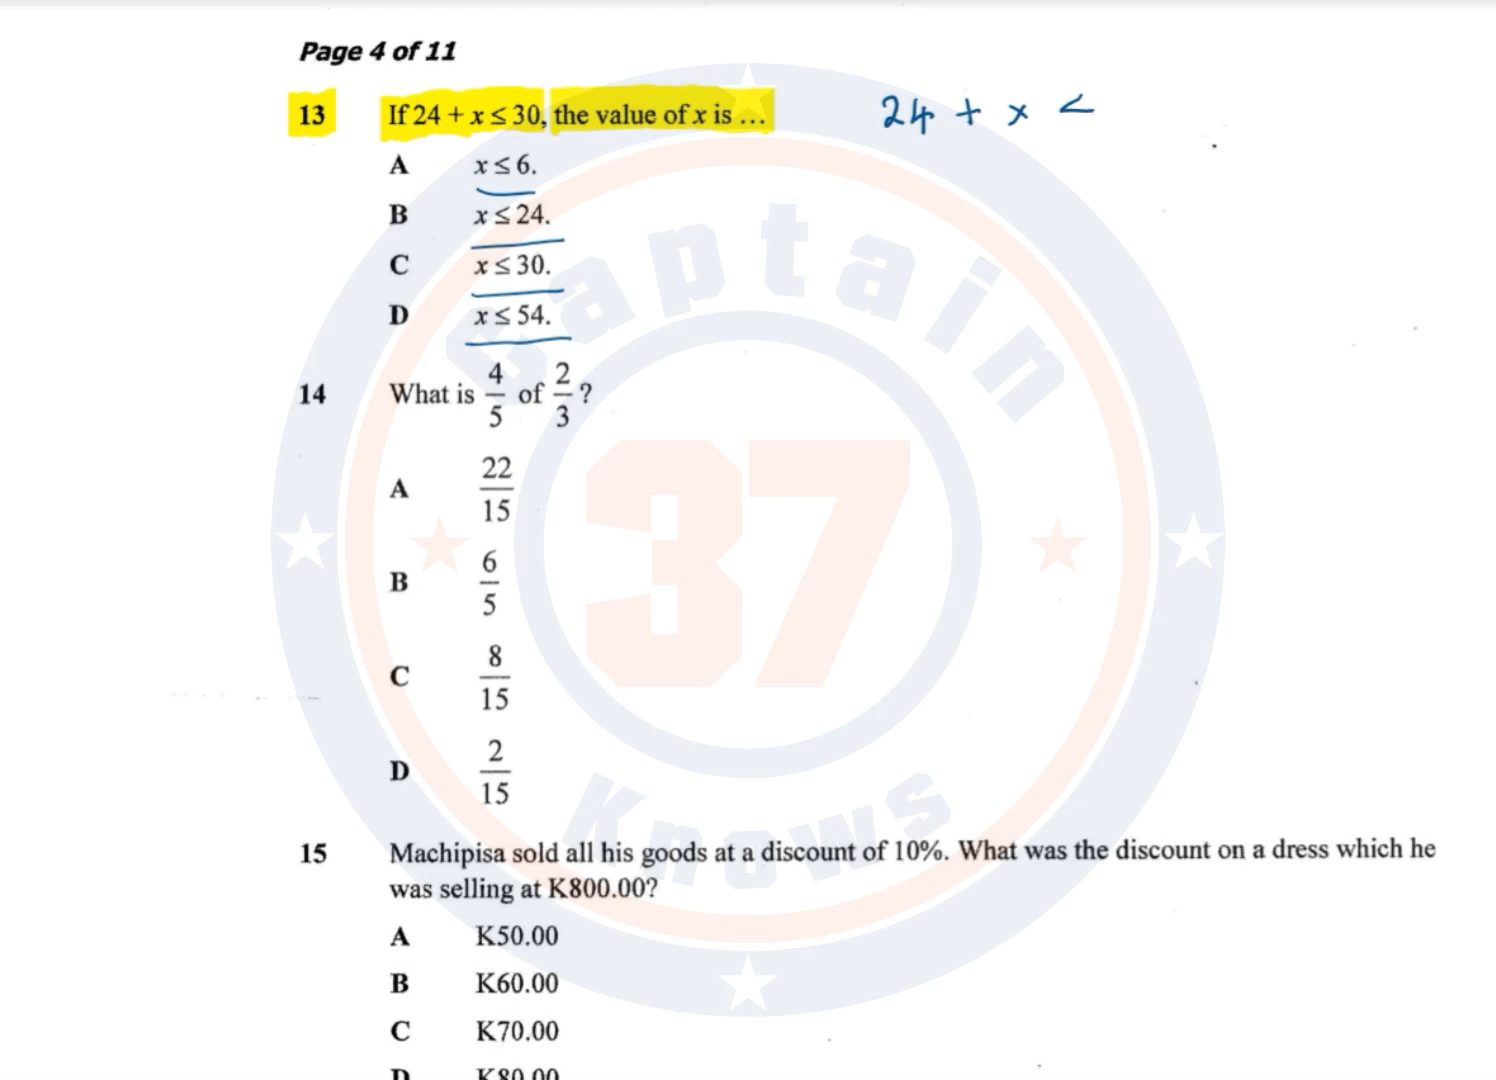 Page 4 of 11
13 If 24 + x ≤ 30, the value of x is ... 24 + x <
A x ≤ 6.
B x ≤ 24.
C x ≤ 30.
D x ≤ 54.
14 What is 4/5 of 2/3 ?
A 22/15
B 6/5
C 8/15
D 2/15
15 Machipisa sold all his goods at a discount of 10%. What was the discount on a dress which he
was selling at K800.00?
A K50.00
B K60.00
C K70.00
D K80.00
Captain
37
Knows